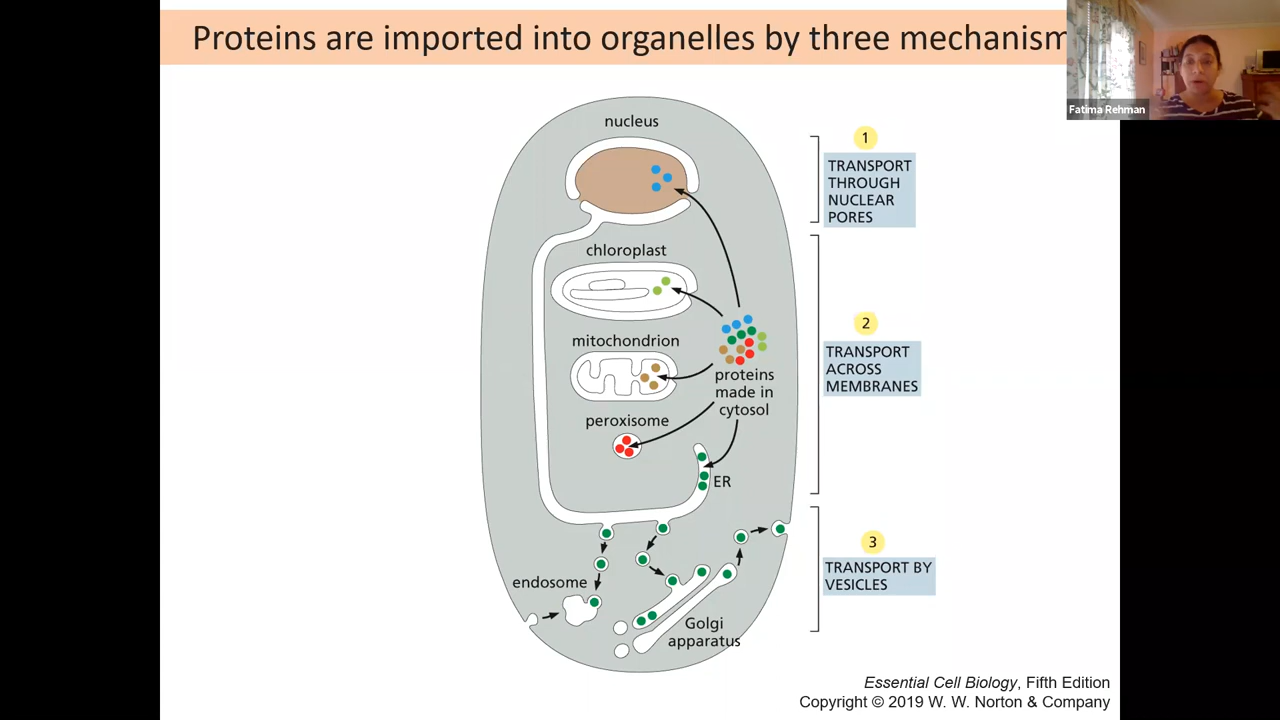 Proteins are imported into organelles by three mechanism
Fatima Rehman
nucleus
1
TRANSPORT
THROUGH
NUCLEAR
PORES
chloroplast
2
TRANSPORT
ACROSS
MEMBRANES
mitochondrion
proteins
made in
cytosol
peroxisome
ER
3
TRANSPORT BY
VESICLES
endosome
Golgi
apparatus
Essential Cell Biology, Fifth Edition
Copyright © 2019 W. W. Norton & Company